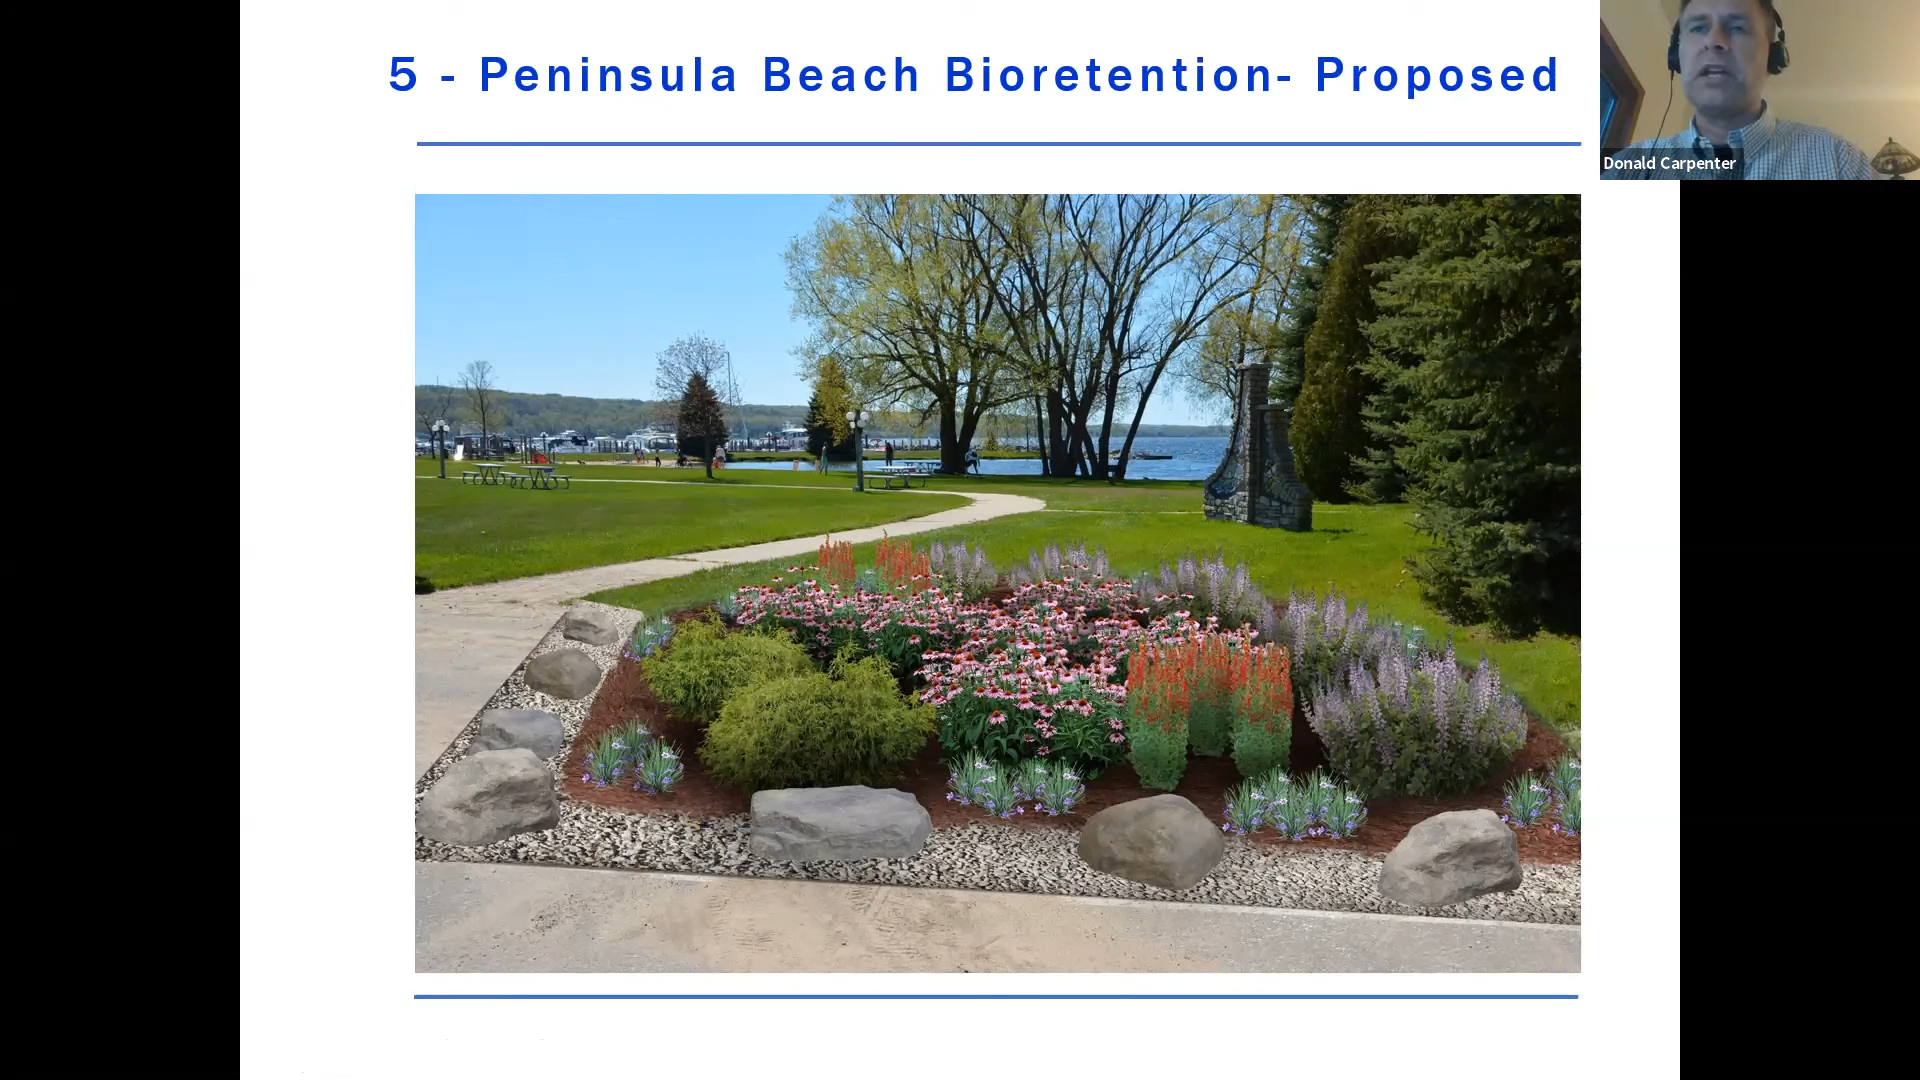 5 - Peninsula Beach Bioretention- Proposed
Donald Carpenter